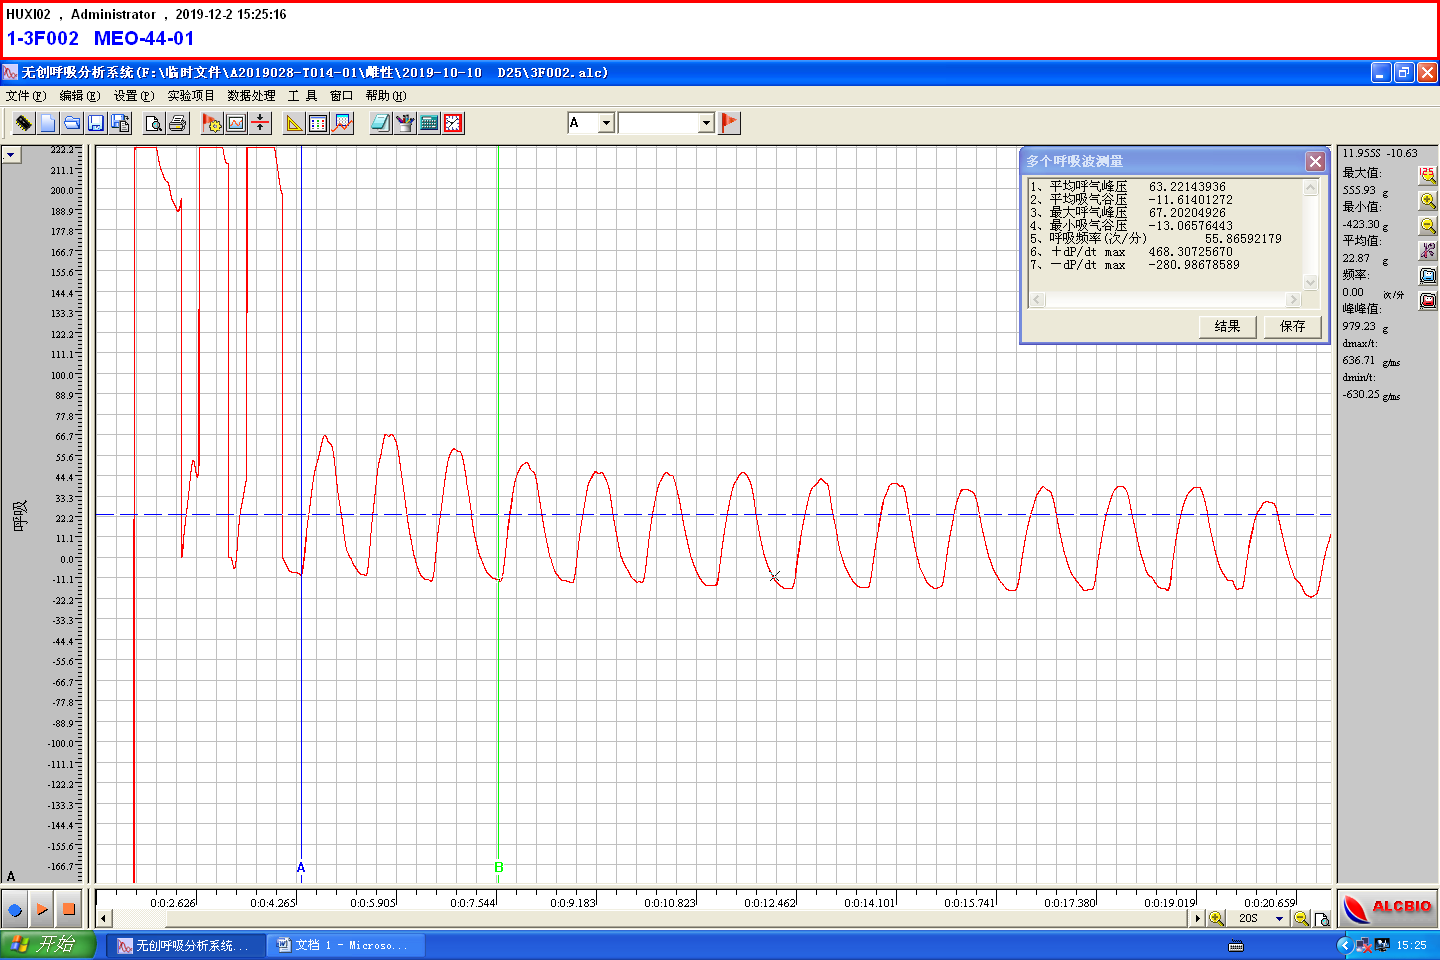 HUXI02 , Administrator , 2019-12-2 15:25:16
1-3F002 MEO-44-01
无创呼吸分析系统(F:\临时文件\A2019028-T014-01\雌性\2019-10-10 D25\3F002.alc)
文件(F) 编辑(E) 设置(P) 实验项目 数据处理 工 具 窗口 帮助(H)
A
222.2
211.1
200.0
188.9
177.8
166.7
155.6
144.4
133.3
122.2
111.1
100.0
88.9
77.8
66.7
55.6
44.4
33.3
22.2
11.1
0.0
-11.1
-22.2
-33.3
-44.4
-55.6
-66.7
-77.8
-88.9
-100.0
-111.1
-122.2
-133.3
-144.4
-155.6
-166.7
呼吸
A
A
B
多个呼吸波测量
1、平均呼气峰压 63.22143936
2、平均吸气谷压 -11.61401272
3、最大呼气峰压 67.20204926
4、最小吸气谷压 -13.06576443
5、呼吸频率(次/分) 55.86592179
6、＋dP/dt max 468.30725670
7、－dP/dt max -280.98678589
结果 保存
11.955S -10.63
最大值:
555.93 g
最小值:
-423.30 g
平均值:
22.87 g
频率:
0.00 次/分
峰峰值:
979.23 g
dmax/t:
636.71 g/ms
dmin/t:
-630.25 g/ms
125
0:0:2.626 0:0:4.265 0:0:5.905 0:0:7.544 0:0:9.183 0:0:10.823 0:0:12.462 0:0:14.101 0:0:15.741 0:0:17.380 0:0:19.019 0:0:20.659
20S
ALCBIO
开始 无创呼吸分析系统... 文档 1 - Microso... 15:25